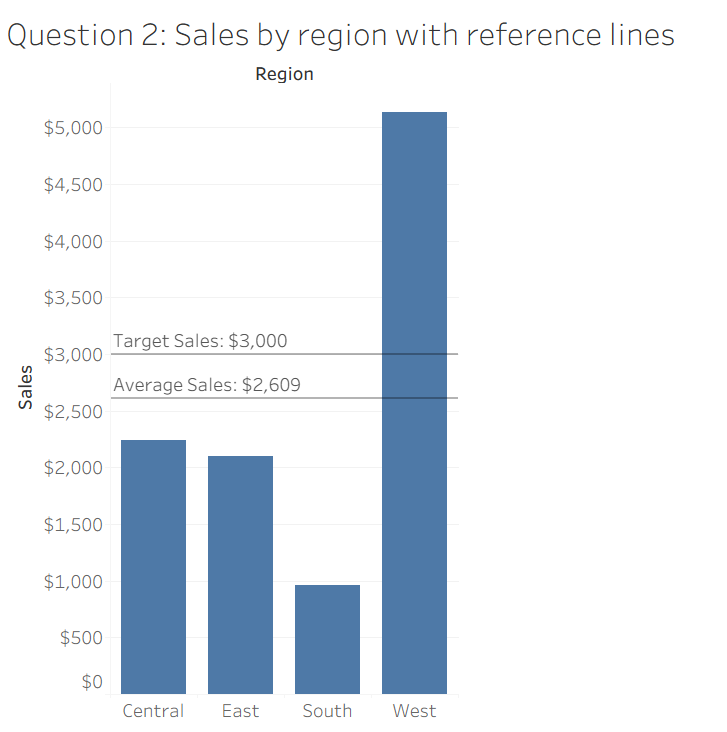 Question 2: Sales by region with reference lines
Region
$5,000
$4,500
$4,000
$3,500
Target Sales: $3,000
$3,000
Average Sales: $2,609
Sales
$2,500
$2,000
$1,500
$1,000
$500
$0
Central East South West